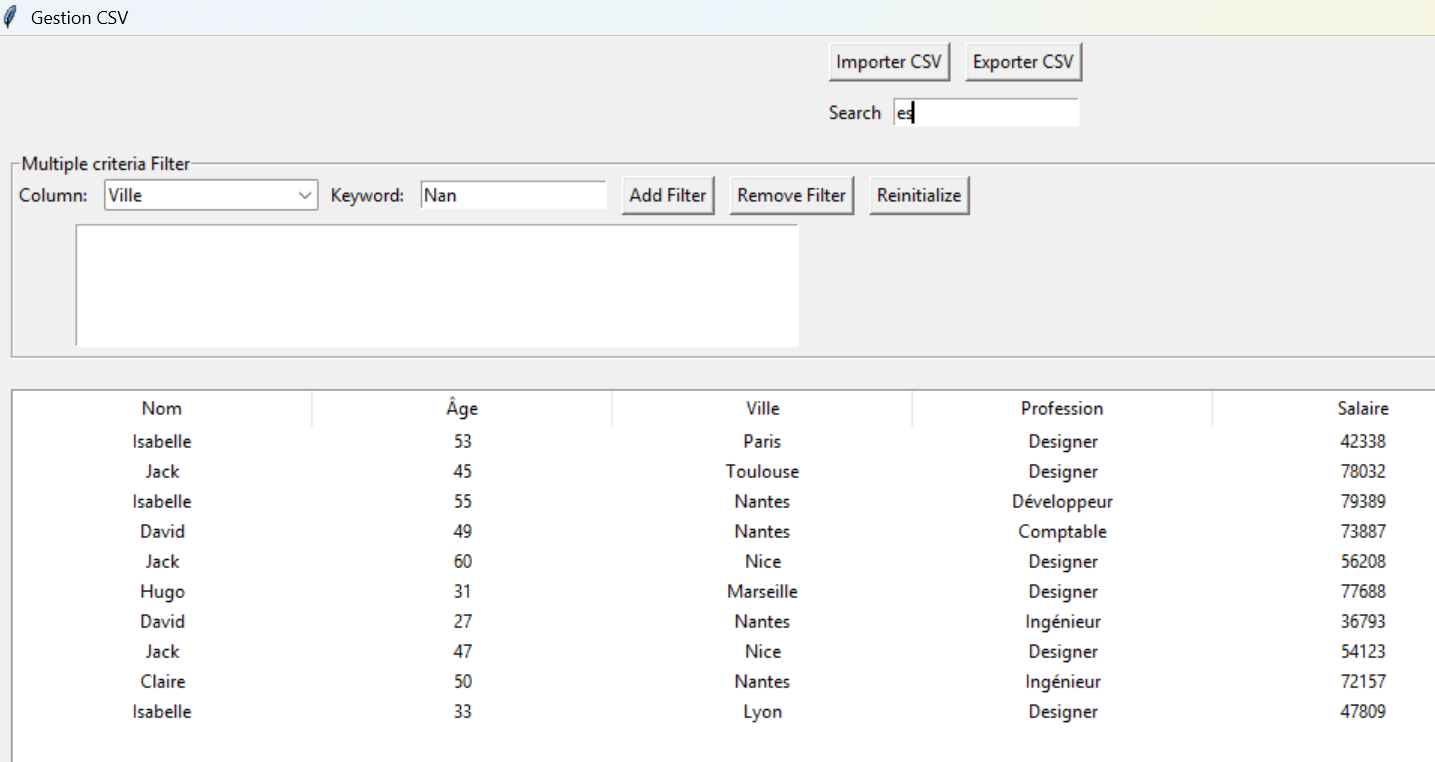 Gestion CSV
Importer CSV Exporter CSV
Search es
Multiple criteria Filter
Column: Ville Keyword: Nan Add Filter Remove Filter Reinitialize
Nom Âge Ville Profession Salaire
Isabelle 53 Paris Designer 42338
Jack 45 Toulouse Designer 78032
Isabelle 55 Nantes Développeur 79389
David 49 Nantes Comptable 73887
Jack 60 Nice Designer 56208
Hugo 31 Marseille Designer 77688
David 27 Nantes Ingénieur 36793
Jack 47 Nice Designer 54123
Claire 50 Nantes Ingénieur 72157
Isabelle 33 Lyon Designer 47809